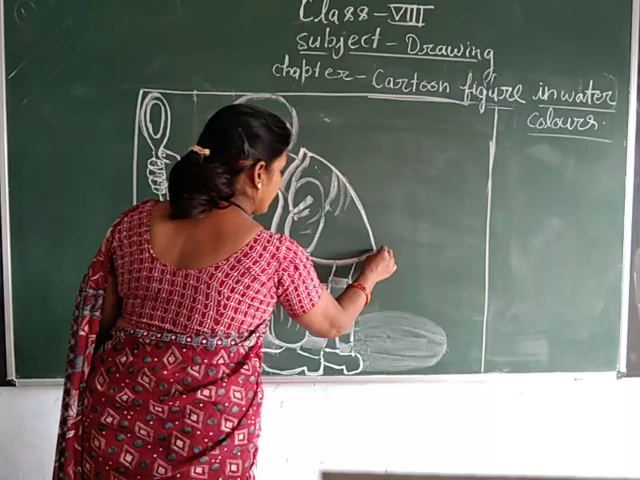 Class - VIII
subject - Drawing
chapter - Cartoon figure in water
colours.